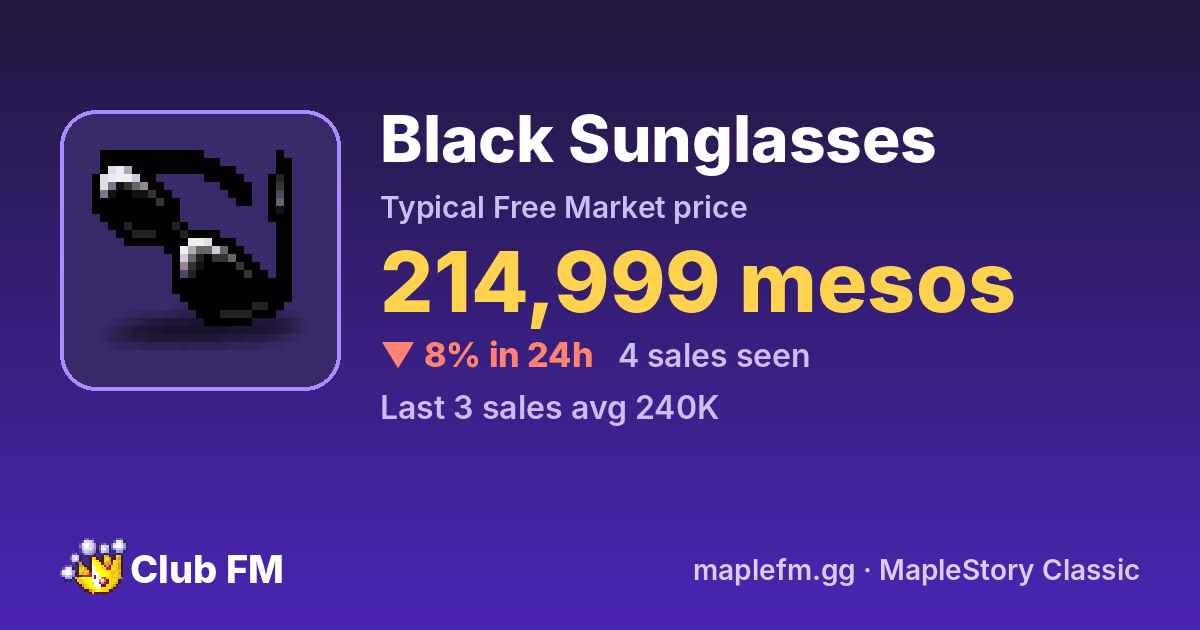 Black Sunglasses
Typical Free Market price
214,999 mesos
▼ 8% in 24h 4 sales seen
Last 3 sales avg 240K
Club FM
maplefm.gg · MapleStory Classic